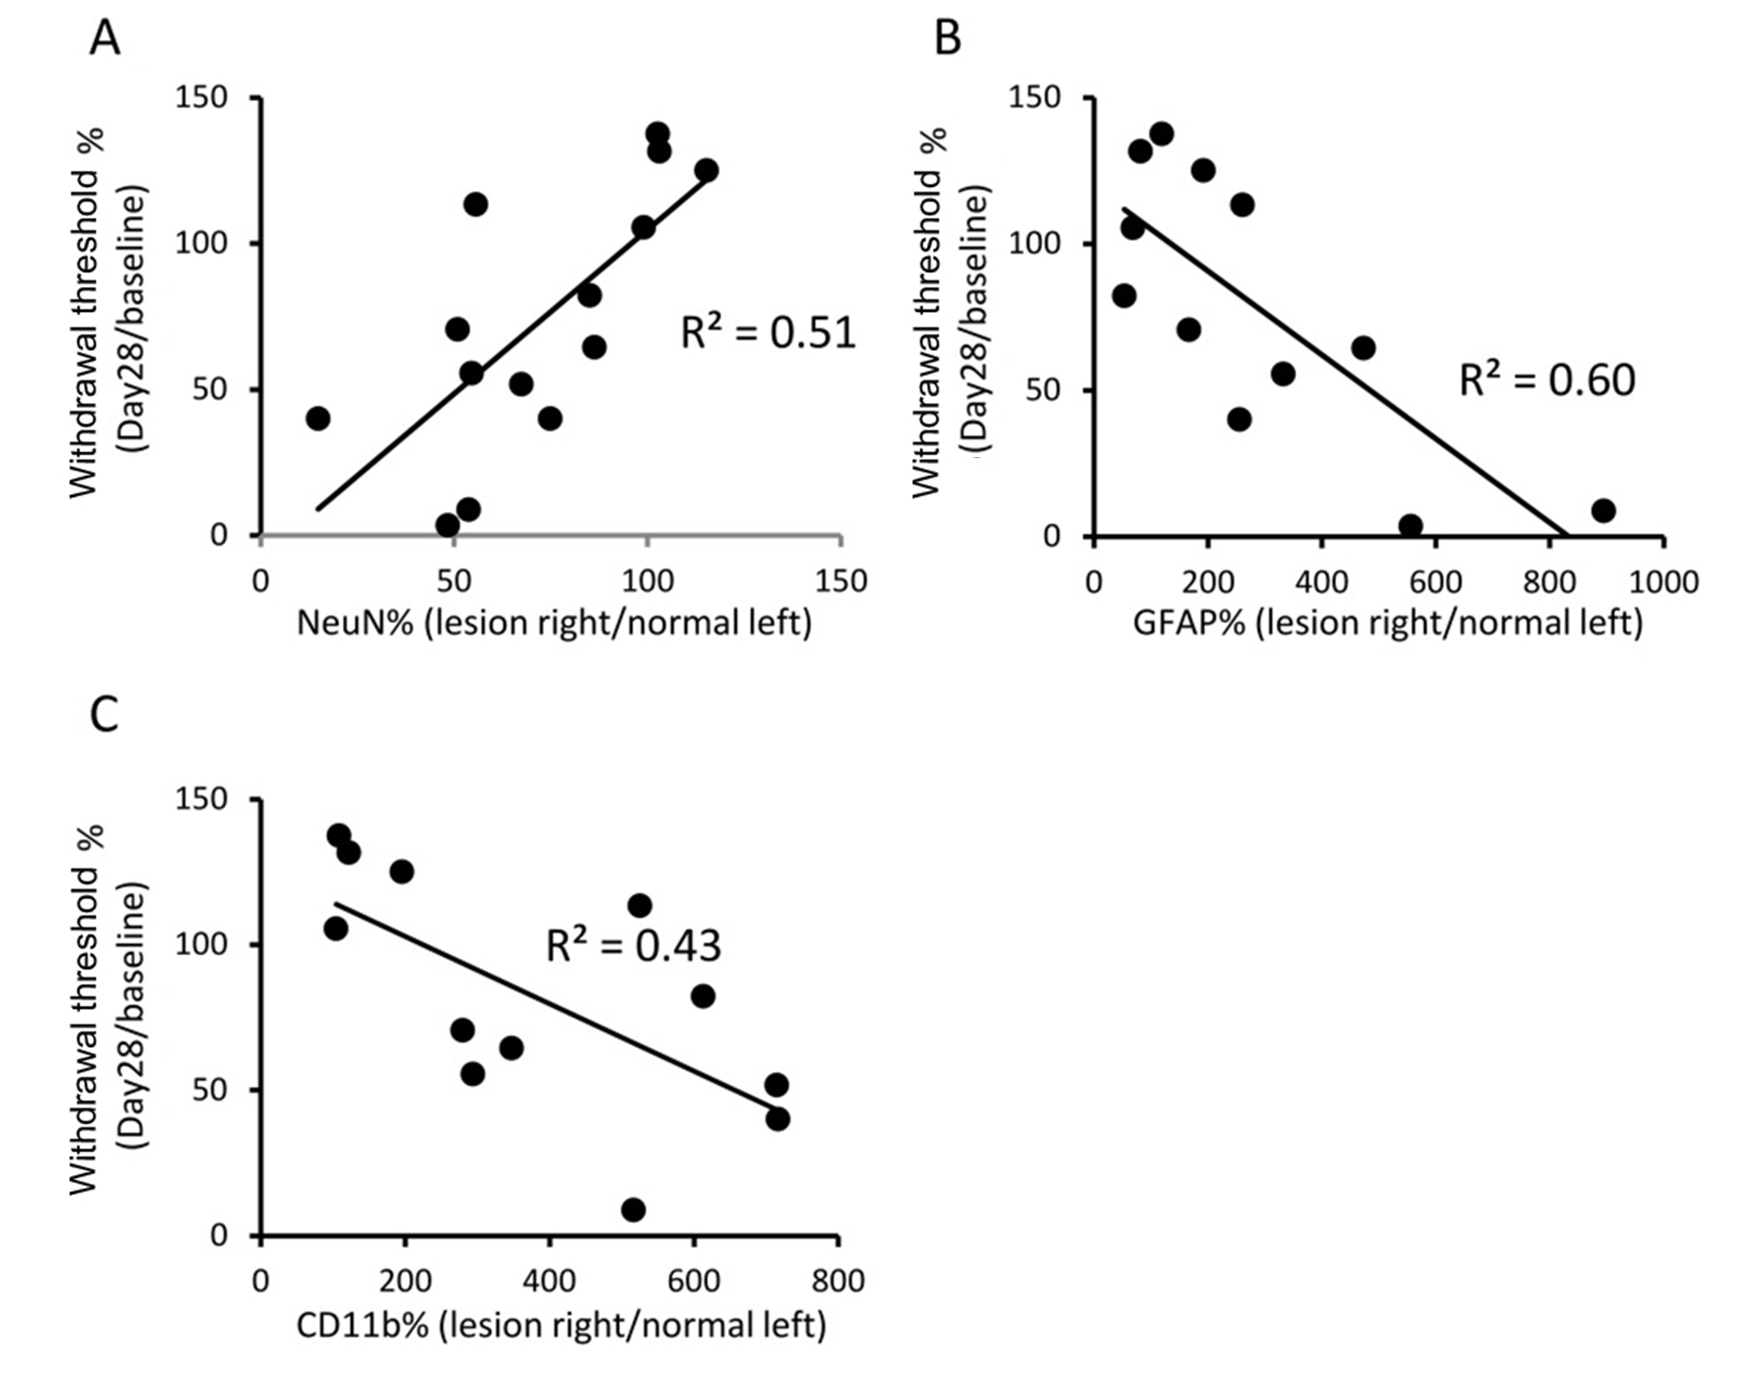 A
150
100
50
0
Withdrawal threshold %
(Day28/baseline)
R² = 0.51
0 50 100 150
NeuN% (lesion right/normal left)
B
150
100
50
0
Withdrawal threshold %
(Day28/baseline)
R² = 0.60
0 200 400 600 800 1000
GFAP% (lesion right/normal left)
C
150
100
50
0
Withdrawal threshold %
(Day28/baseline)
R² = 0.43
0 200 400 600 800
CD11b% (lesion right/normal left)